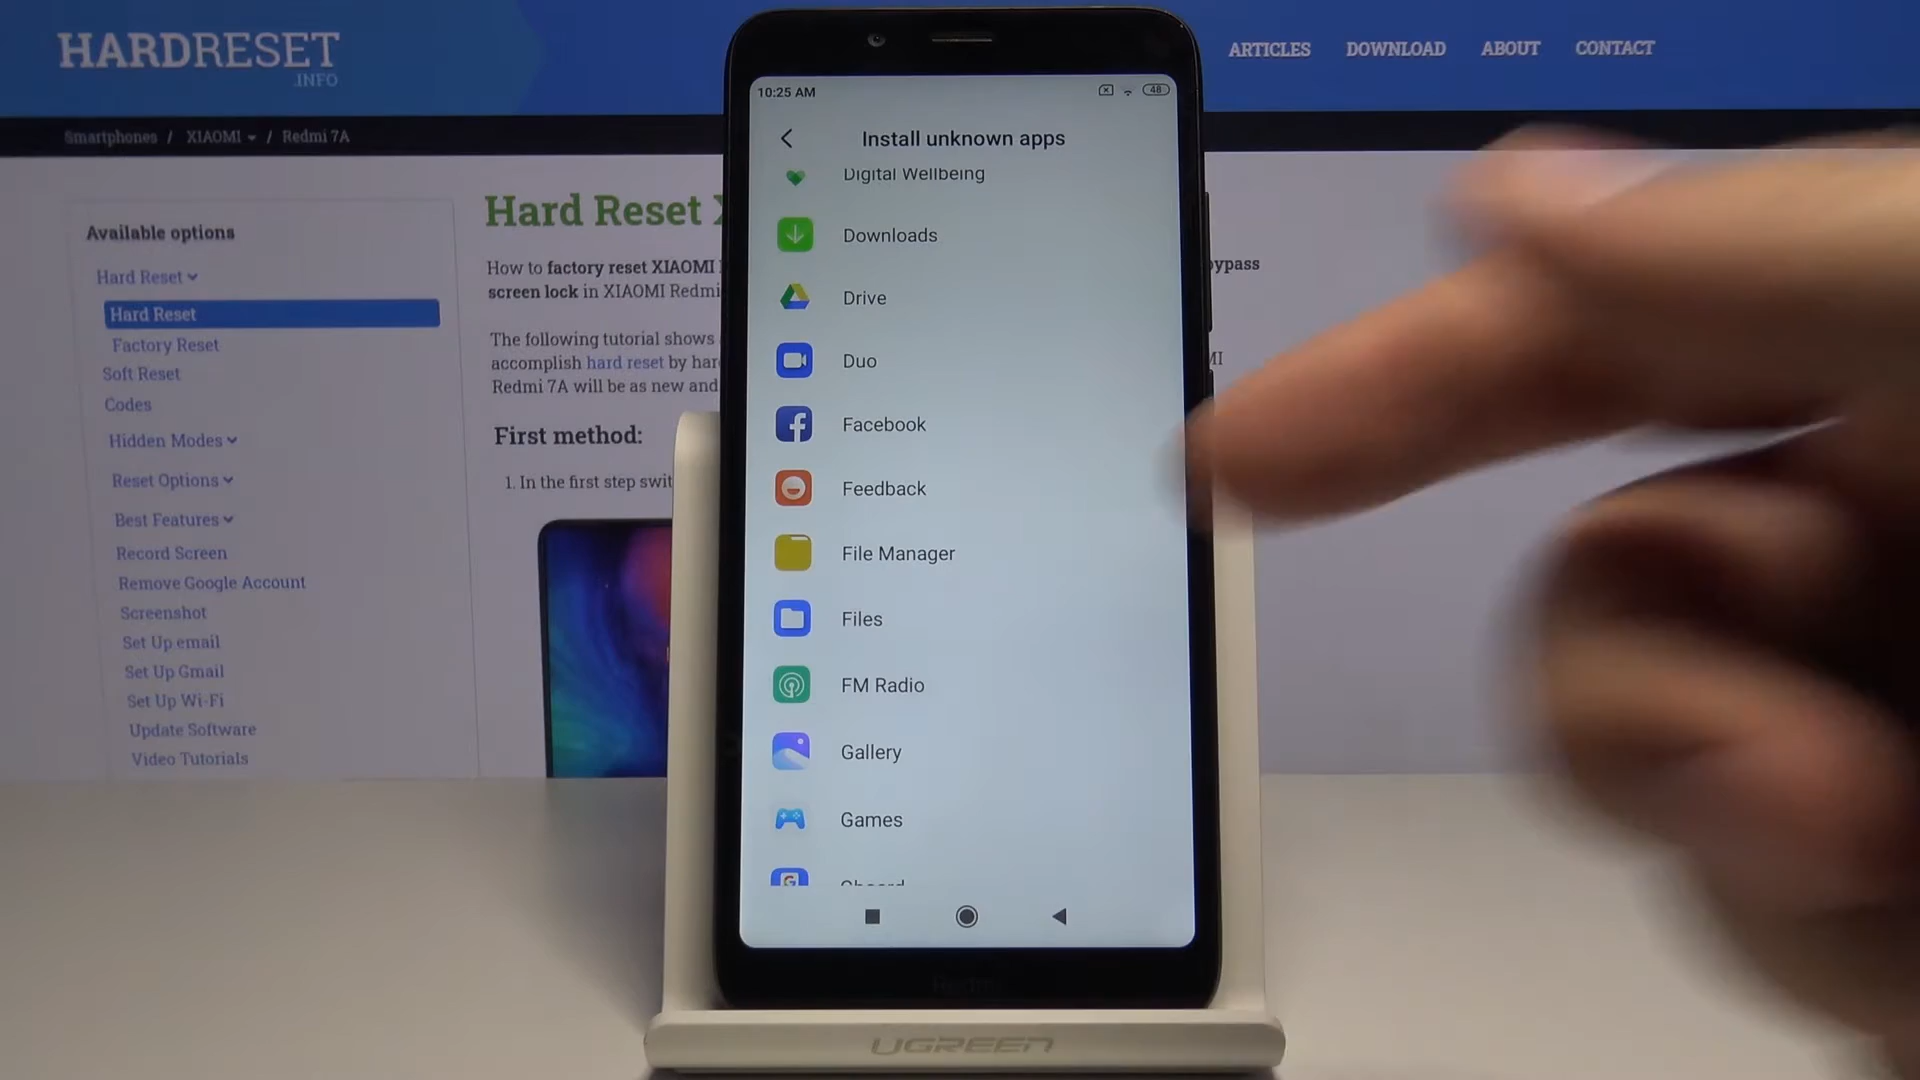 HARDRESET
.INFO
ARTICLES DOWNLOAD ABOUT CONTACT
Smartphones / XIAOMI / Redmi 7A
Available options
Hard Reset
Hard Reset
Factory Reset
Soft Reset
Codes
Hidden Modes
Reset Options
Best Features
Record Screen
Remove Google Account
Screenshot
Set Up email
Set Up Gmail
Set Up Wi-Fi
Update Software
Video Tutorials
Hard Reset
How to factory reset XIAOMI
bypass
screen lock in XIAOMI Redmi
The following tutorial shows
accomplish hard reset by
Redmi 7A will be as new and
First method:
1. In the first step
10:25 AM
48
Install unknown apps
Digital Wellbeing
Downloads
Drive
Duo
Facebook
Feedback
File Manager
Files
FM Radio
Gallery
Games
Redmi
UGREEN